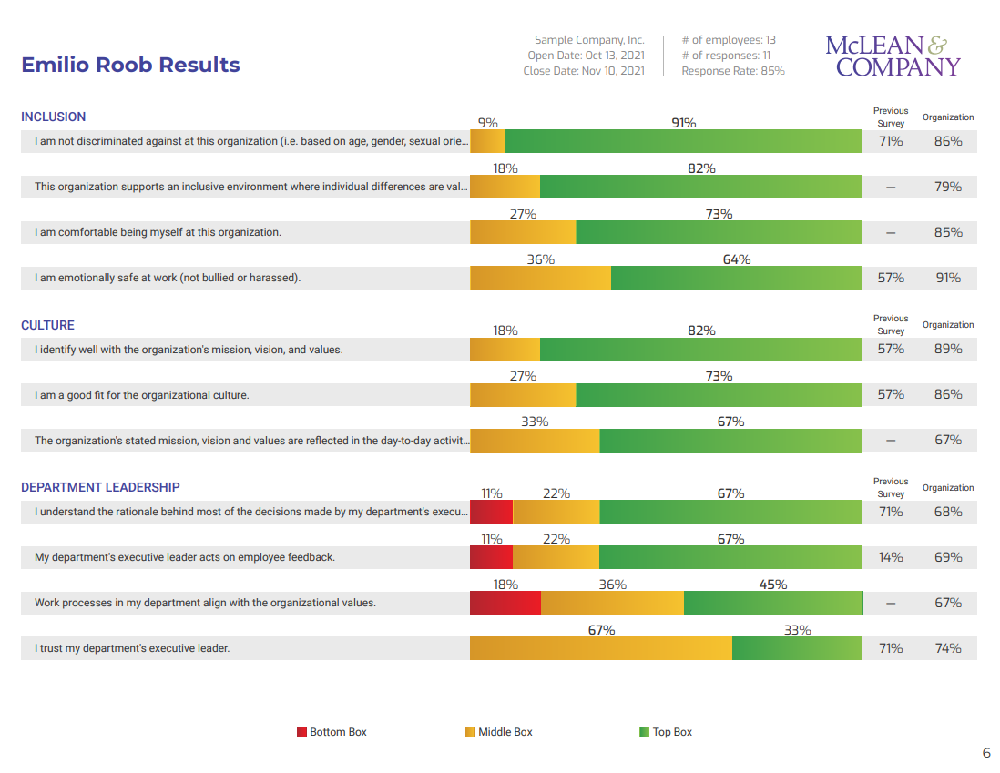 Emilio Roob Results
Sample Company, Inc.
Open Date: Oct 13, 2021
Close Date: Nov 10, 2021
# of employees: 13
# of responses: 11
Response Rate: 85%
McLEAN &
COMPANY
INCLUSION
Previous Survey Organization
9% 91%
I am not discriminated against at this organization (i.e. based on age, gender, sexual orie... 71% 86%
18% 82%
This organization supports an inclusive environment where individual differences are val... — 79%
27% 73%
I am comfortable being myself at this organization. — 85%
36% 64%
I am emotionally safe at work (not bullied or harassed). 57% 91%
CULTURE
Previous Survey Organization
18% 82%
I identify well with the organization's mission, vision, and values. 57% 89%
27% 73%
I am a good fit for the organizational culture. 57% 86%
33% 67%
The organization's stated mission, vision and values are reflected in the day-to-day activit... — 67%
DEPARTMENT LEADERSHIP
Previous Survey Organization
11% 22% 67%
I understand the rationale behind most of the decisions made by my department's execu... 71% 68%
11% 22% 67%
My department's executive leader acts on employee feedback. 14% 69%
18% 36% 45%
Work processes in my department align with the organizational values. — 67%
67% 33%
I trust my department's executive leader. 71% 74%
Bottom Box Middle Box Top Box
6